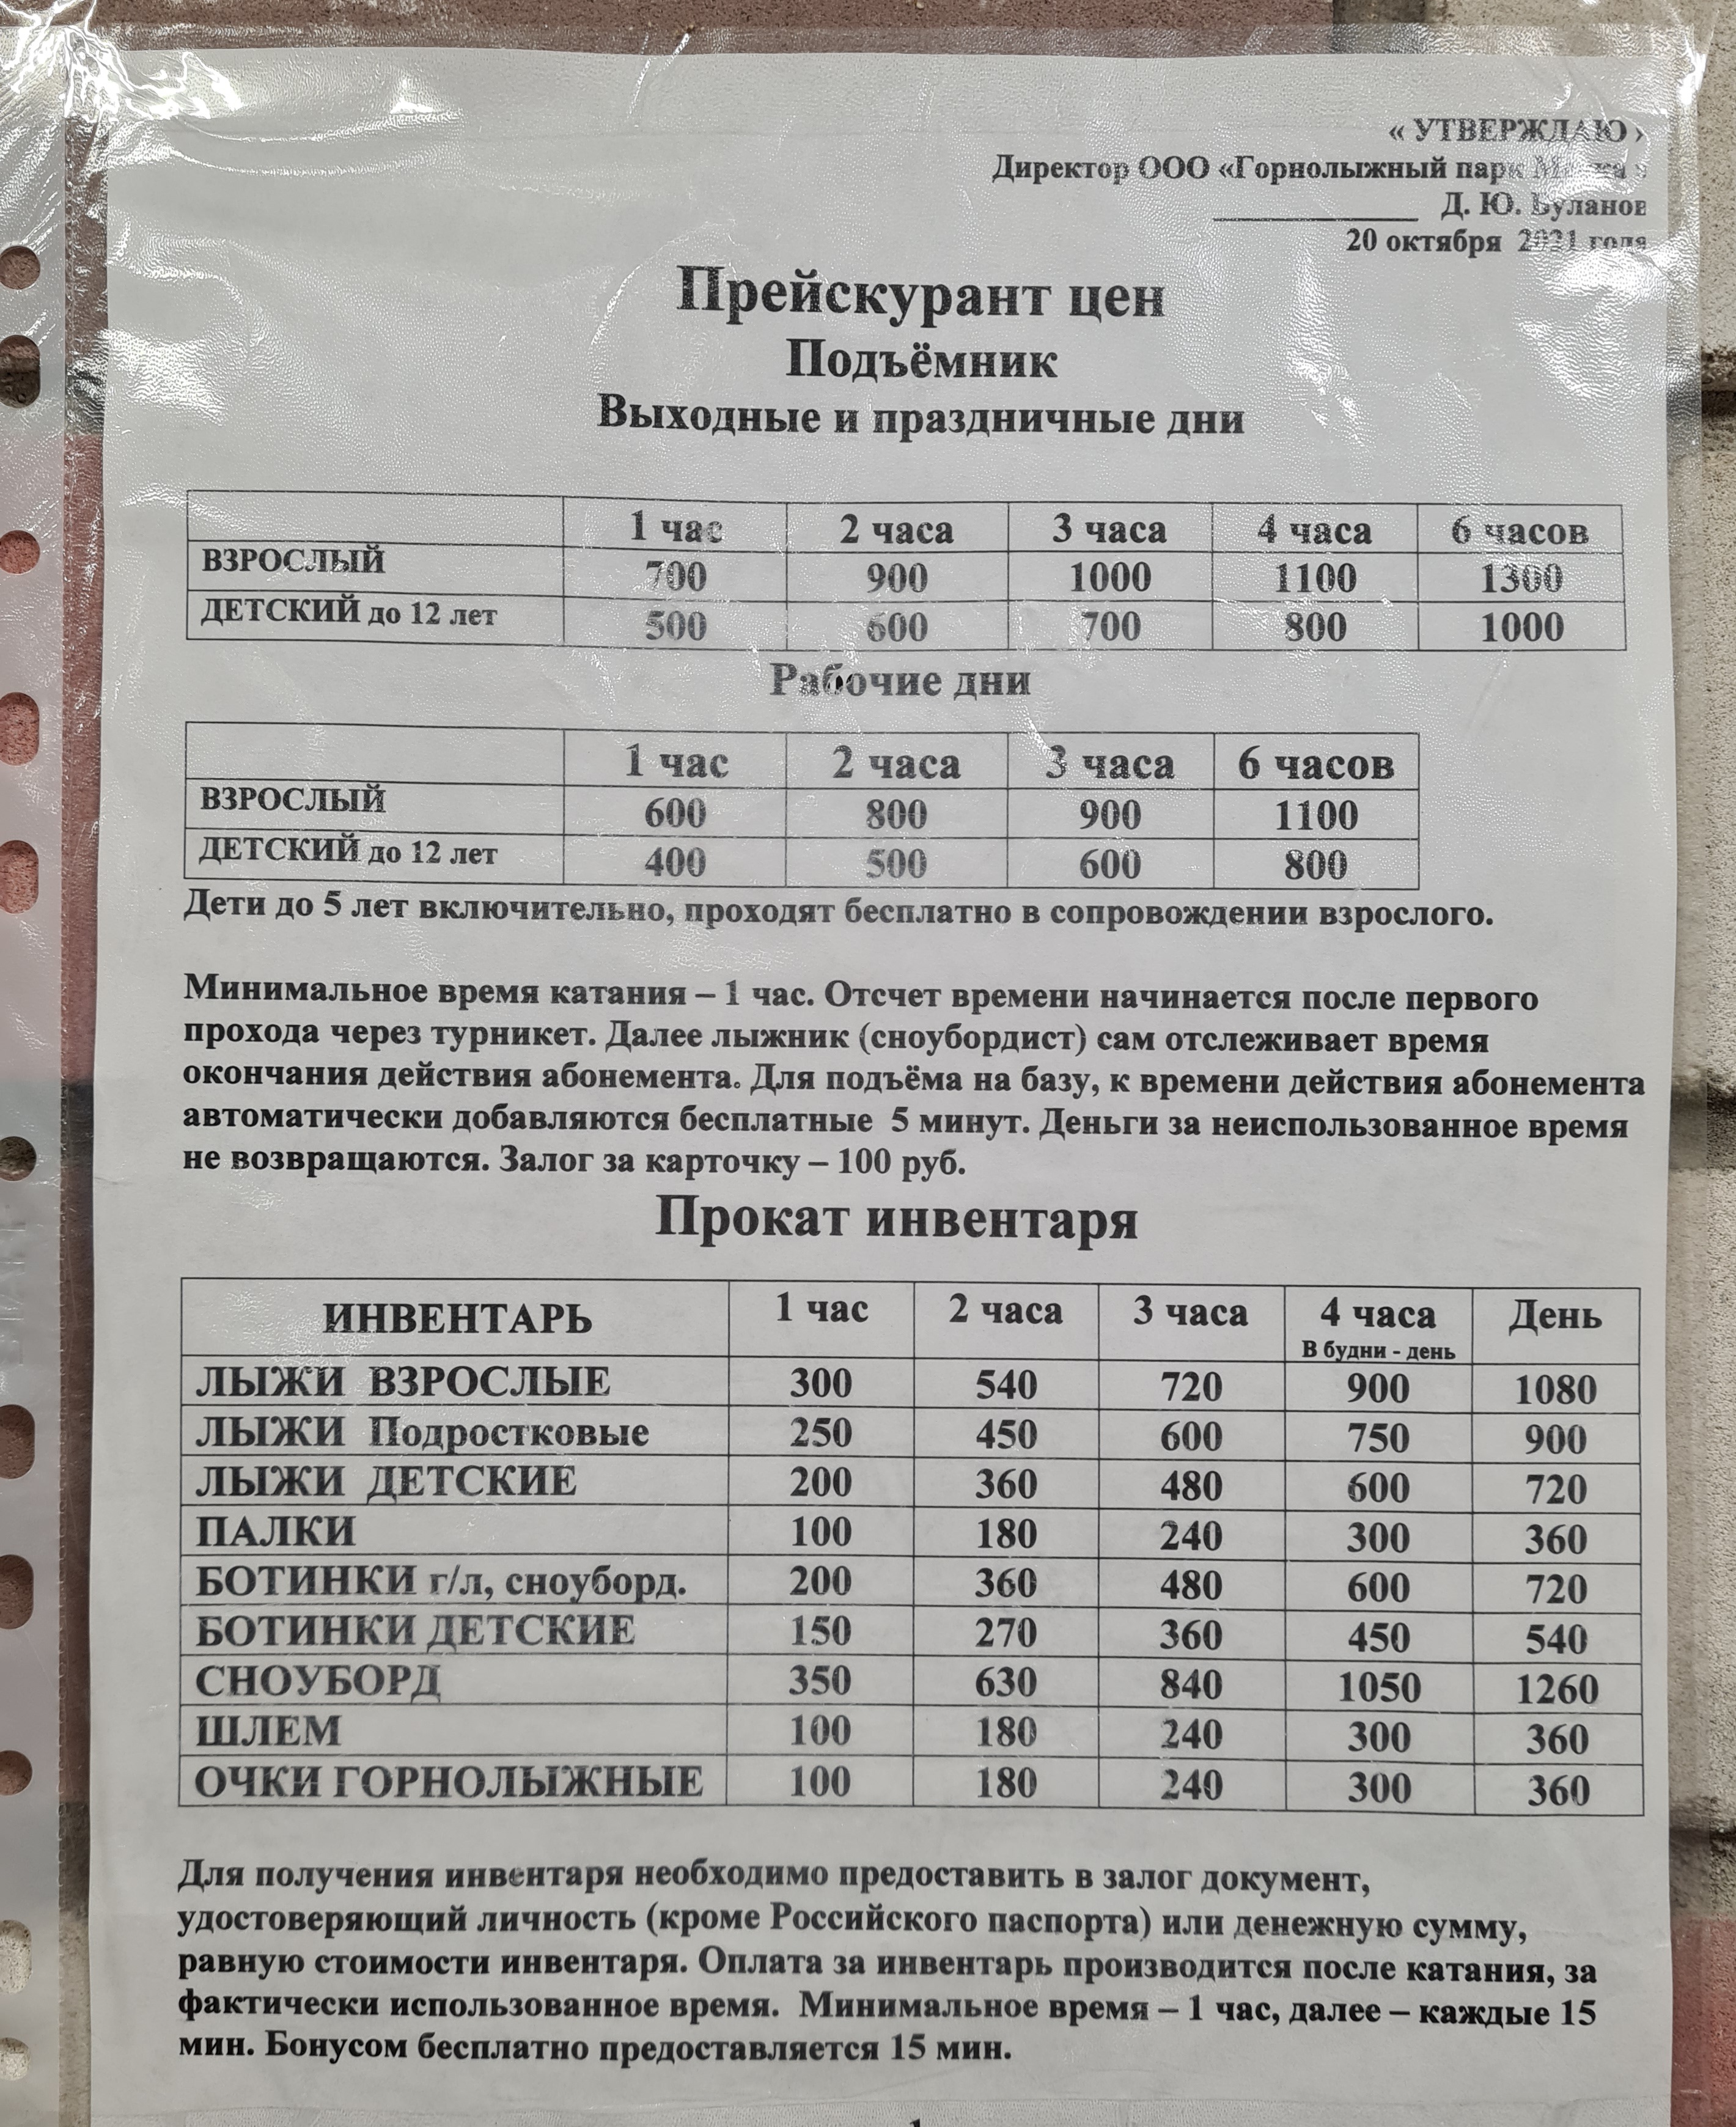 « УТВЕРЖДАЮ »
Директор ООО «Горнолыжный парк
Д. Ю. Буланов
20 октября 2021 года
Прейскурант цен
Подъёмник
Выходные и праздничные дни
1 час 2 часа 3 часа 4 часа 6 часов
ВЗРОСЛЫЙ 700 900 1000 1100 1300
ДЕТСКИЙ до 12 лет 500 600 700 800 1000
Рабочие дни
1 час 2 часа 3 часа 6 часов
ВЗРОСЛЫЙ 600 800 900 1100
ДЕТСКИЙ до 12 лет 400 500 600 800
Дети до 5 лет включительно, проходят бесплатно в сопровождении взрослого.
Минимальное время катания – 1 час. Отсчет времени начинается после первого
прохода через турникет. Далее лыжник (сноубордист) сам отслеживает время
окончания действия абонемента. Для подъёма на базу, к времени действия абонемента
автоматически добавляются бесплатные 5 минут. Деньги за неиспользованное время
не возвращаются. Залог за карточку – 100 руб.
Прокат инвентаря
ИНВЕНТАРЬ 1 час 2 часа 3 часа 4 часа День
В будни - день
ЛЫЖИ ВЗРОСЛЫЕ 300 540 720 900 1080
ЛЫЖИ Подростковые 250 450 600 750 900
ЛЫЖИ ДЕТСКИЕ 200 360 480 600 720
ПАЛКИ 100 180 240 300 360
БОТИНКИ г/л, сноуборд. 200 360 480 600 720
БОТИНКИ ДЕТСКИЕ 150 270 360 450 540
СНОУБОРД 350 630 840 1050 1260
ШЛЕМ 100 180 240 300 360
ОЧКИ ГОРНОЛЫЖНЫЕ 100 180 240 300 360
Для получения инвентаря необходимо предоставить в залог документ,
удостоверяющий личность (кроме Российского паспорта) или денежную сумму,
равную стоимости инвентаря. Оплата за инвентарь производится после катания, за
фактически использованное время. Минимальное время – 1 час, далее – каждые 15
мин. Бонусом бесплатно предоставляется 15 мин.